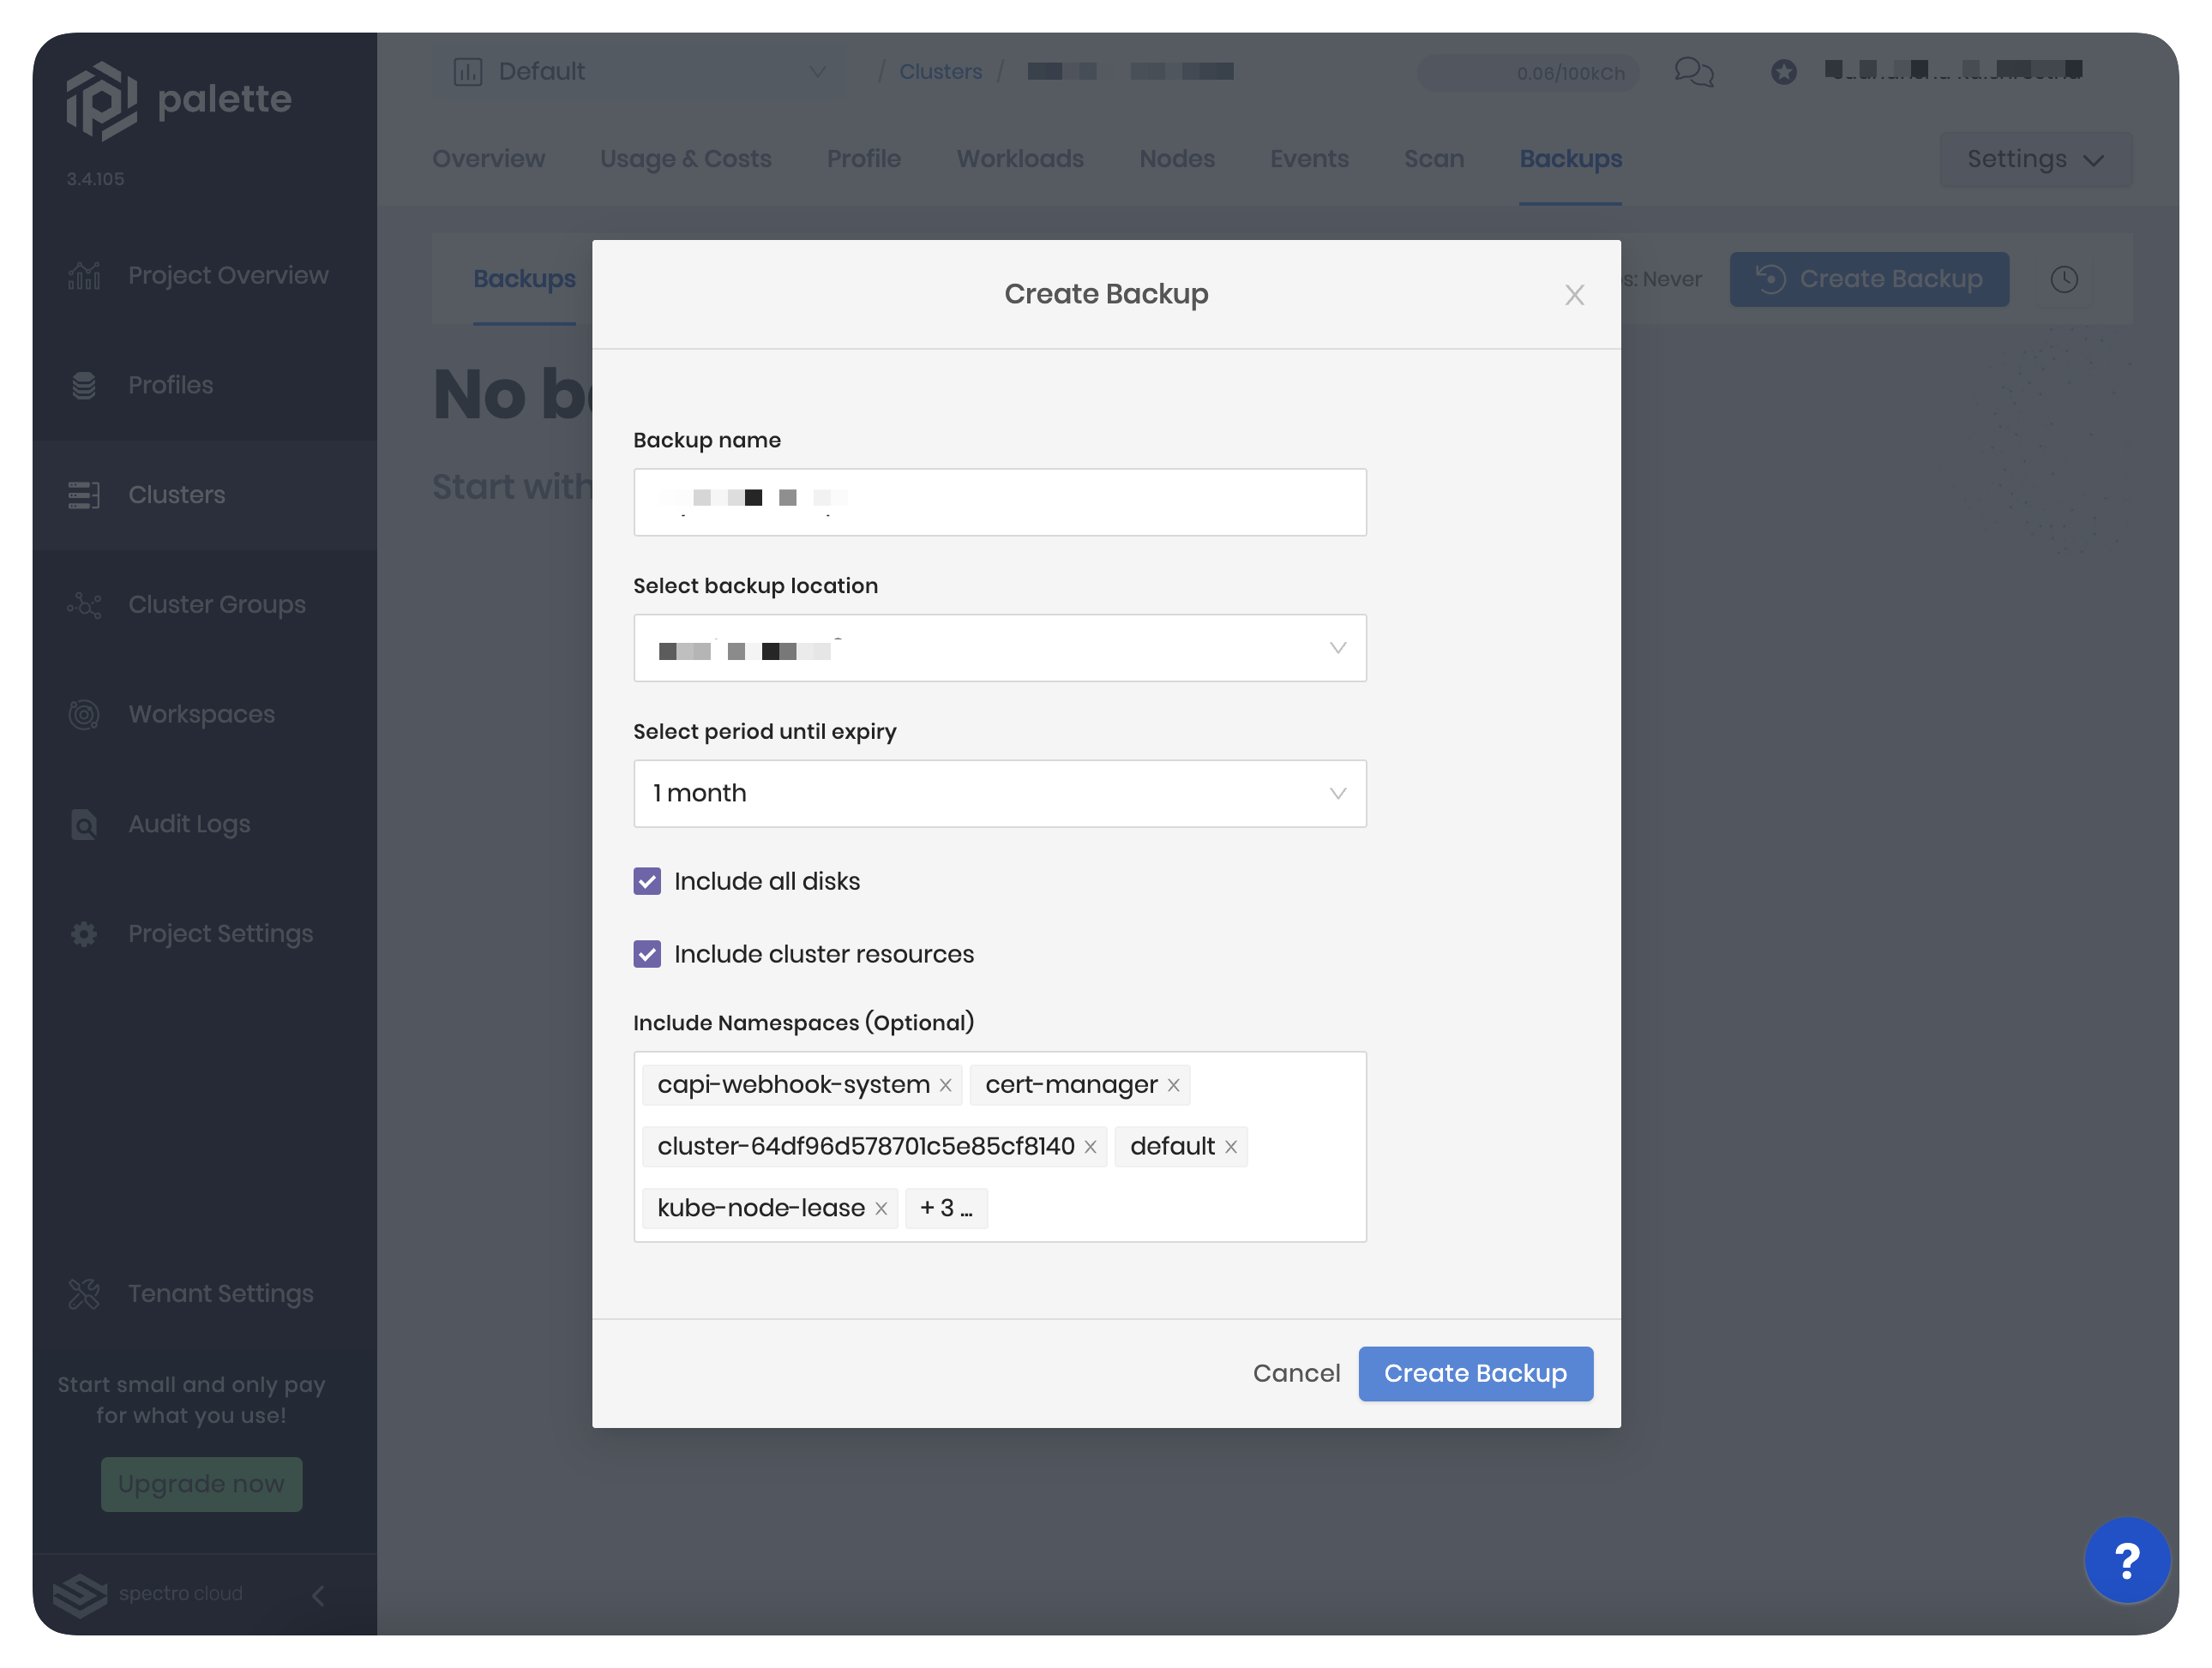 palette
3.4.105
Project Overview
Profiles
Clusters
Cluster Groups
Workspaces
Audit Logs
Project Settings
Tenant Settings
Start small and only pay
for what you use!
Upgrade now
spectro cloud
Default
/ Clusters /
0.06/100kCh
Overview Usage & Costs Profile Workloads Nodes Events Scan Backups
Settings
Backups
s: Never
Create Backup
No b
Start with
Create Backup
Backup name
Select backup location
Select period until expiry
1 month
Include all disks
Include cluster resources
Include Namespaces (Optional)
capi-webhook-system cert-manager
cluster-64df96d578701c5e85cf8140 default
kube-node-lease + 3 ...
Cancel Create Backup
?